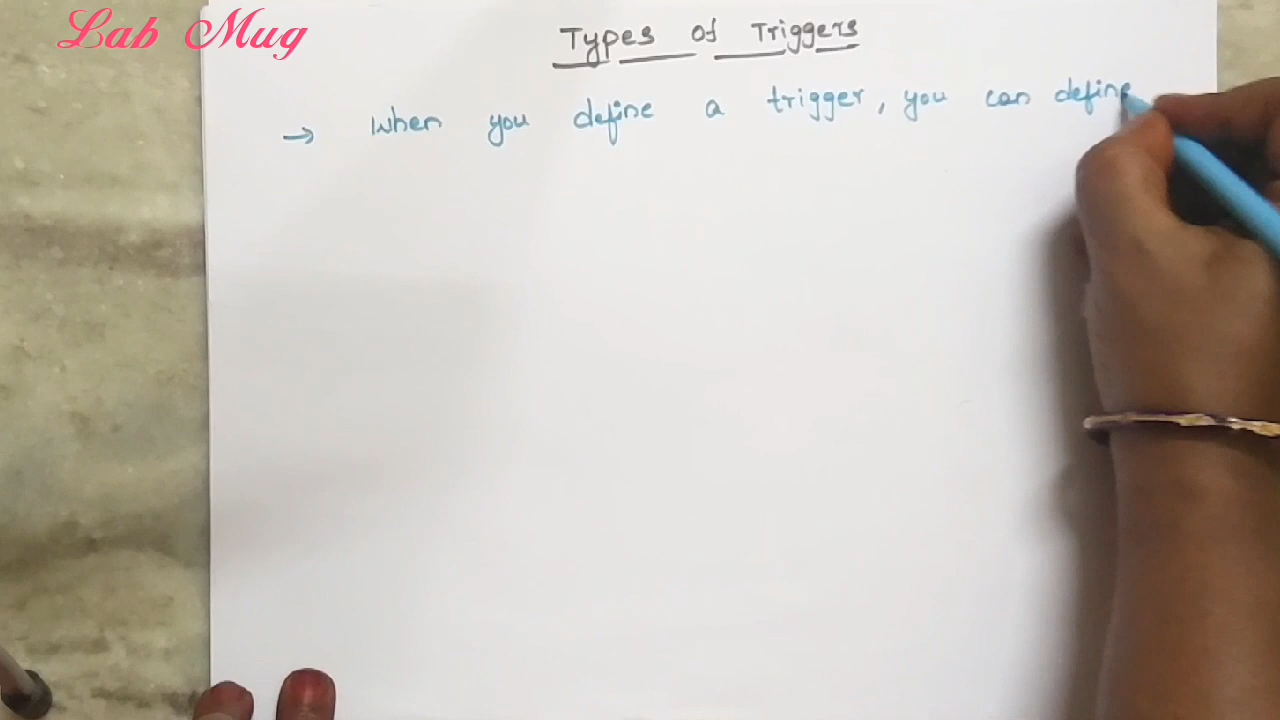 Lab Mug
Types of Triggers
→ When you define a trigger, you can define